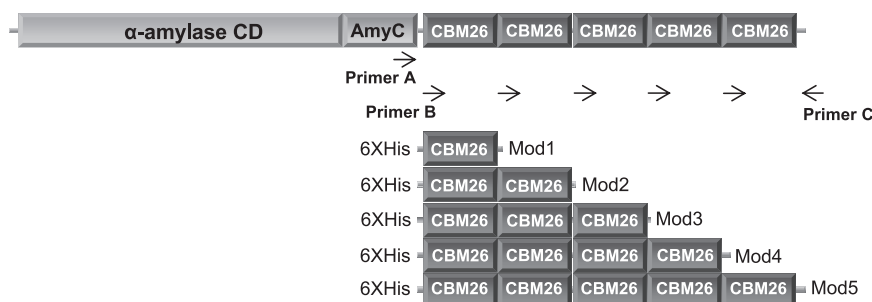 α-amylase CD AmyC CBM26 CBM26 CBM26 CBM26 CBM26
Primer A
Primer B
Primer C
6XHis CBM26 Mod1
6XHis CBM26 CBM26 Mod2
6XHis CBM26 CBM26 CBM26 Mod3
6XHis CBM26 CBM26 CBM26 CBM26 Mod4
6XHis CBM26 CBM26 CBM26 CBM26 CBM26 Mod5